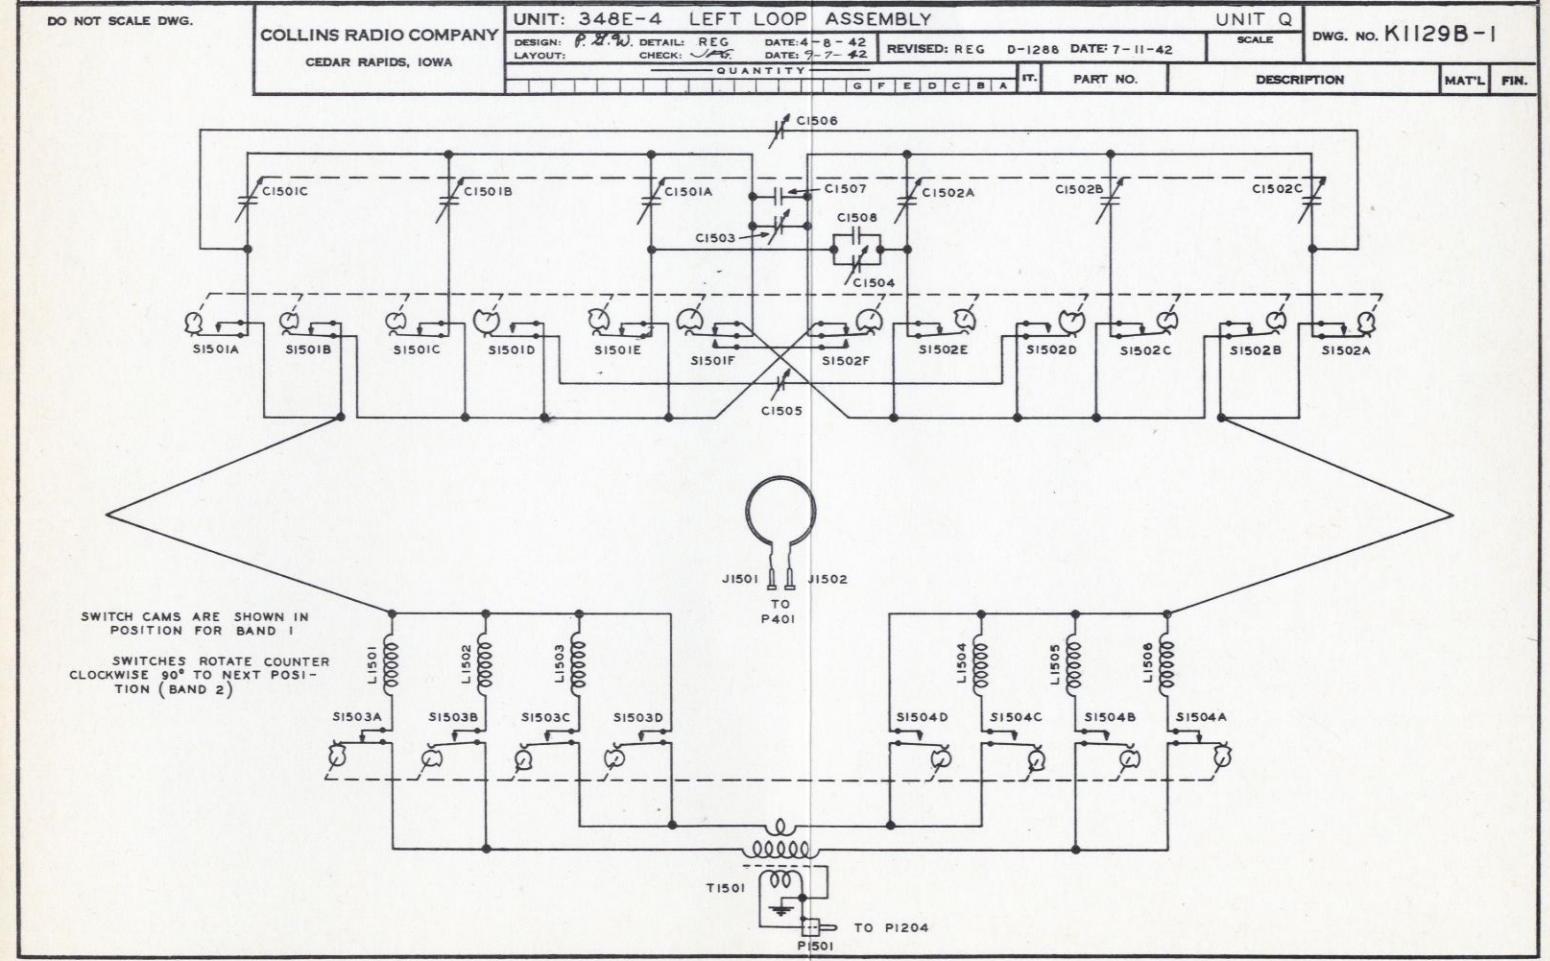 DO NOT SCALE DWG.
COLLINS RADIO COMPANY
CEDAR RAPIDS, IOWA
UNIT: 348E-4 LEFT LOOP ASSEMBLY UNIT Q
DESIGN: P.G.W. DETAIL: REG DATE: 4-8-42
LAYOUT: CHECK: DATE: 9-7-42
REVISED: REG D-1288 DATE: 7-11-42
SCALE
DWG. NO. K1129B-1
QUANTITY
G F E D C B A
IT. PART NO. DESCRIPTION MAT'L FIN.
C1506
C1501C C1501B C1501A C1507 C1502A C1502B C1502C
C1508
C1503
C1504
S1501A S1501B S1501C S1501D S1501E S1501F S1502F S1502E S1502D S1502C S1502B S1502A
C1505
J1501 J1502
TO
P401
SWITCH CAMS ARE SHOWN IN
POSITION FOR BAND 1
SWITCHES ROTATE COUNTER
CLOCKWISE 90° TO NEXT POSI-
TION (BAND 2)
L1501 L1502 L1503 L1504 L1505 L1506
S1503A S1503B S1503C S1503D S1504D S1504C S1504B S1504A
T1501
TO P1204
P1501